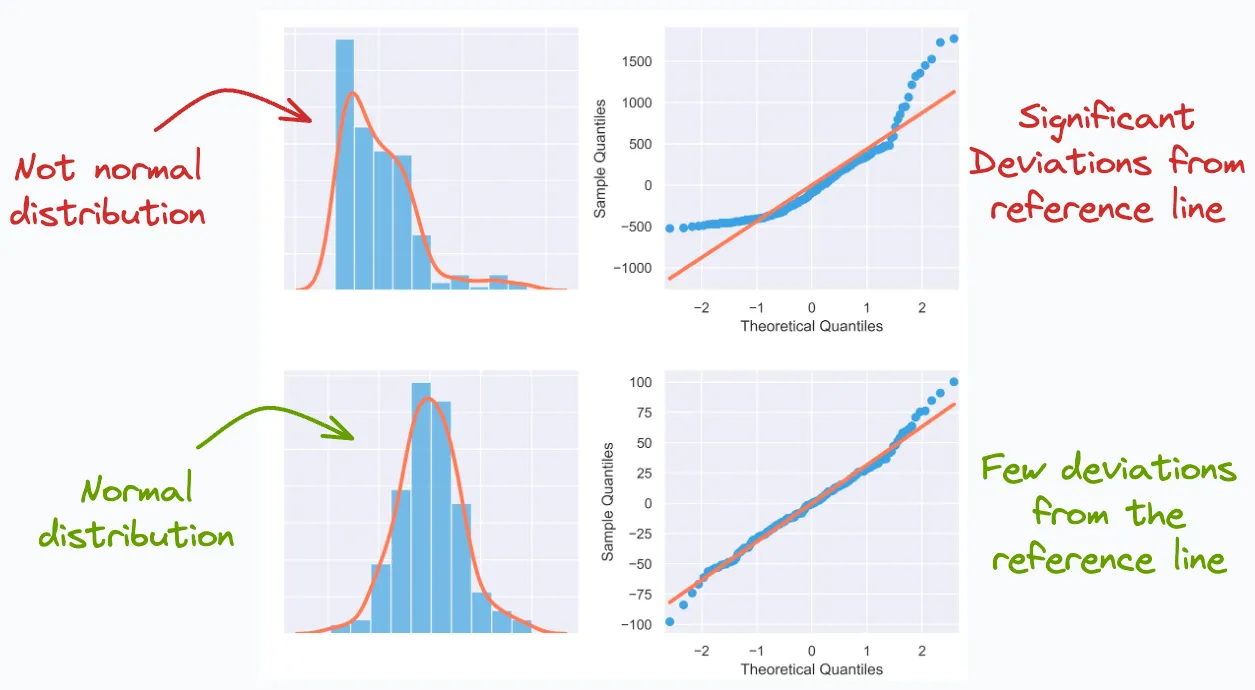 Not normal
distribution
Sample Quantiles
1500
1000
500
0
−500
−1000
−2
−1
0
1
2
Theoretical Quantiles
Significant
Deviations from
reference line
Normal
distribution
Sample Quantiles
100
75
50
25
0
−25
−50
−75
−100
−2
−1
0
1
2
Theoretical Quantiles
Few deviations
from the
reference line